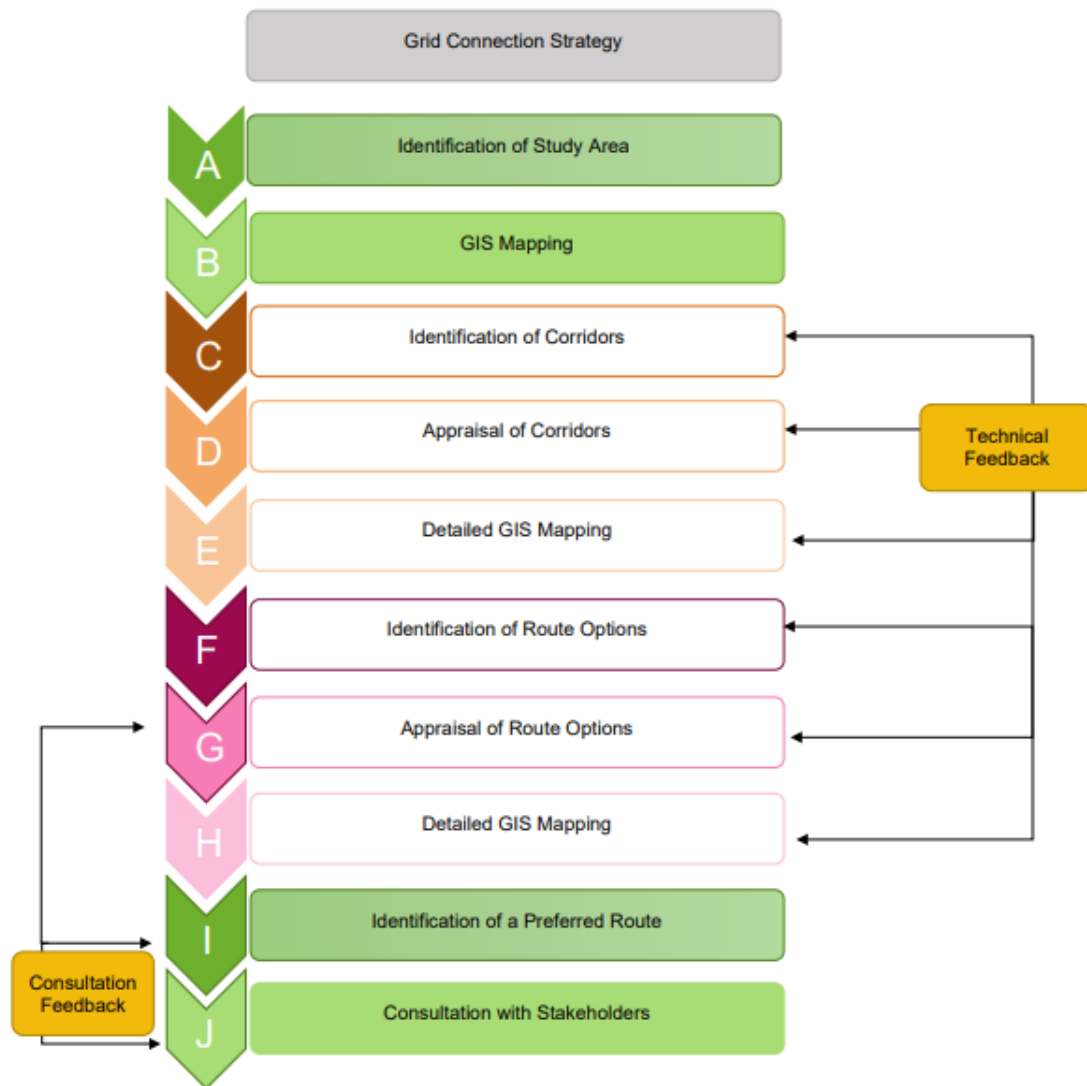 Grid Connection Strategy
A
Identification of Study Area
B
GIS Mapping
C
Identification of Corridors
D
Appraisal of Corridors
Technical
Feedback
E
Detailed GIS Mapping
F
Identification of Route Options
G
Appraisal of Route Options
H
Detailed GIS Mapping
I
Identification of a Preferred Route
Consultation
Feedback
J
Consultation with Stakeholders